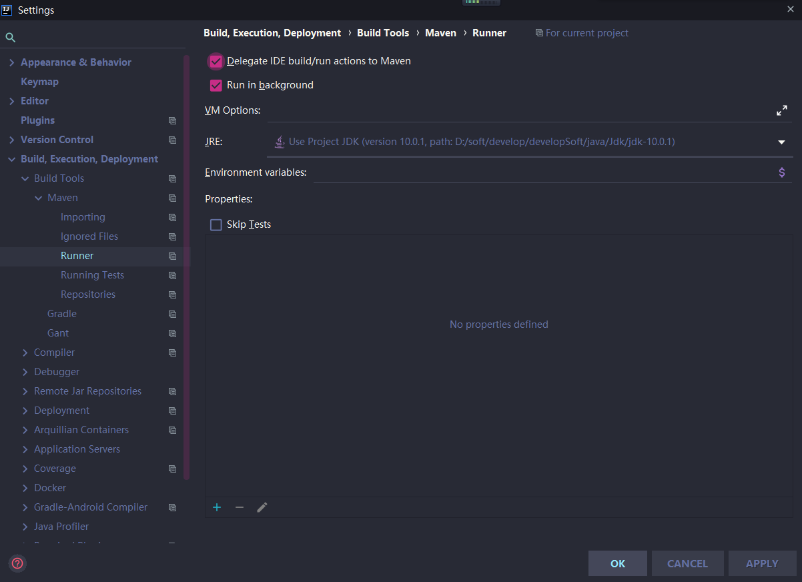 IJ Settings
Build, Execution, Deployment › Build Tools › Maven › Runner For current project
Appearance & Behavior
Keymap
Editor
Plugins
Version Control
Build, Execution, Deployment
Build Tools
Maven
Importing
Ignored Files
Runner
Running Tests
Repositories
Gradle
Gant
Compiler
Debugger
Remote Jar Repositories
Deployment
Arquillian Containers
Application Servers
Coverage
Docker
Gradle-Android Compiler
Java Profiler
Delegate IDE build/run actions to Maven
Run in background
VM Options:
JRE: Use Project JDK (version 10.0.1, path: D:/soft/develop/developSoft/java/Jdk/jdk-10.0.1)
Environment variables: $
Properties:
Skip Tests
No properties defined
+ −
?
OK CANCEL APPLY